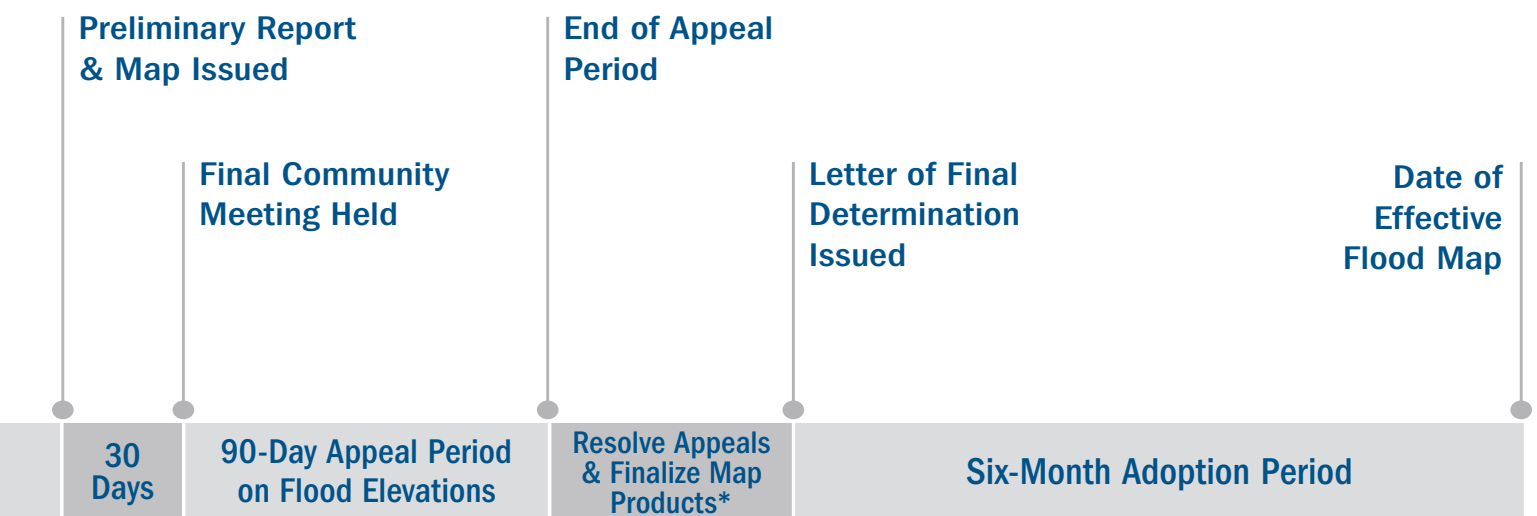 Preliminary Report
& Map Issued
End of Appeal
Period
Final Community
Meeting Held
Letter of Final
Determination
Issued
Date of
Effective
Flood Map
30
Days
90-Day Appeal Period
on Flood Elevations
Resolve Appeals
& Finalize Map
Products*
Six-Month Adoption Period